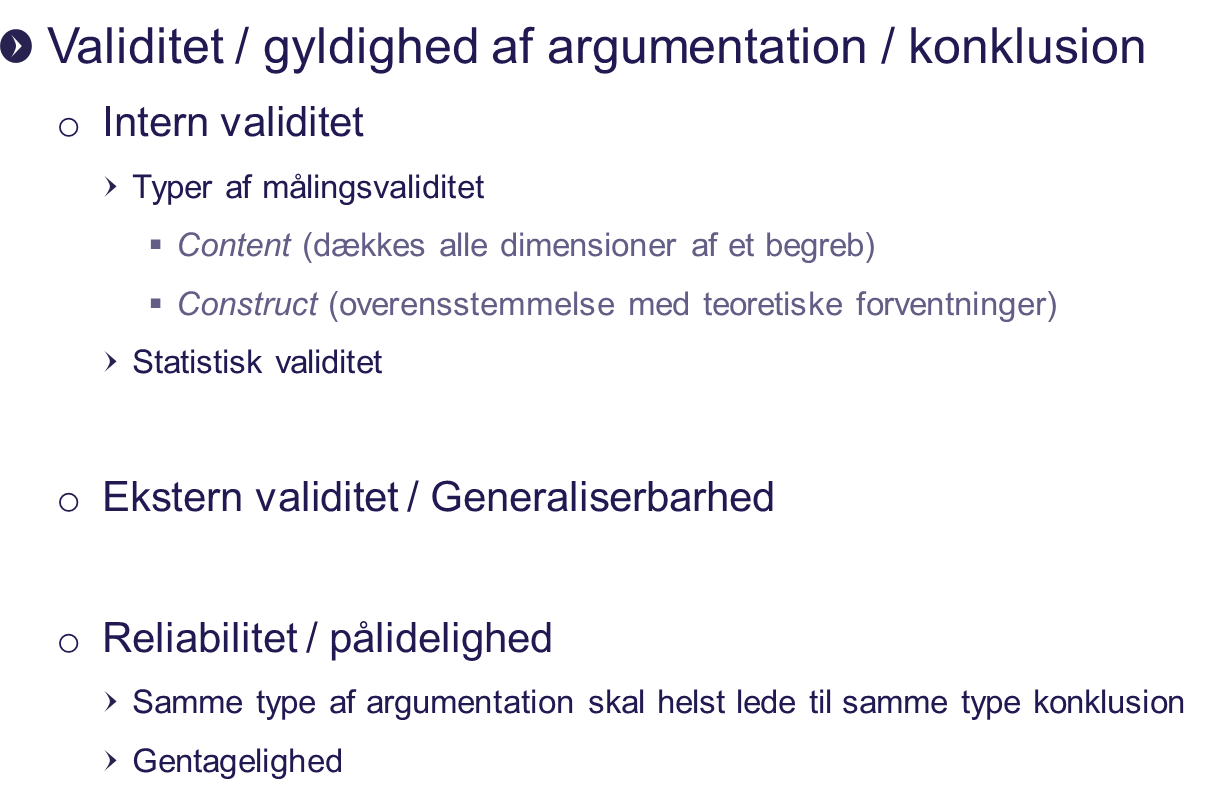 Validitet / gyldighed af argumentation / konklusion
Intern validitet
Typer af målingsvaliditet
Content (dækkes alle dimensioner af et begreb)
Construct (overensstemmelse med teoretiske forventninger)
Statistisk validitet
Ekstern validitet / Generaliserbarhed
Reliabilitet / pålidelighed
Samme type af argumentation skal helst lede til samme type konklusion
Gentagelighed